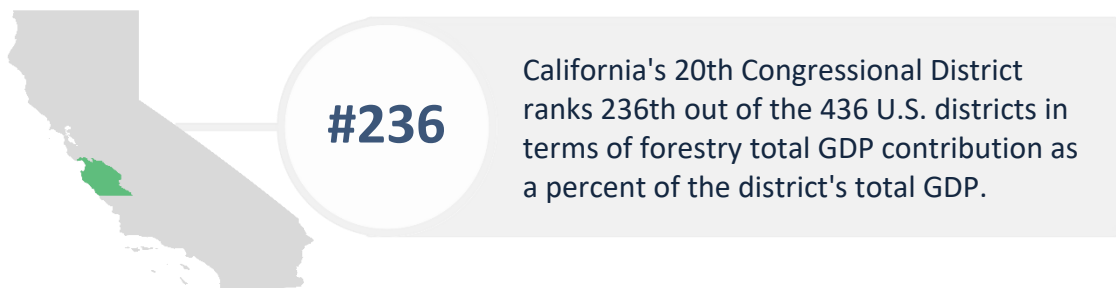 #236
California's 20th Congressional District
ranks 236th out of the 436 U.S. districts in
terms of forestry total GDP contribution as
a percent of the district's total GDP.